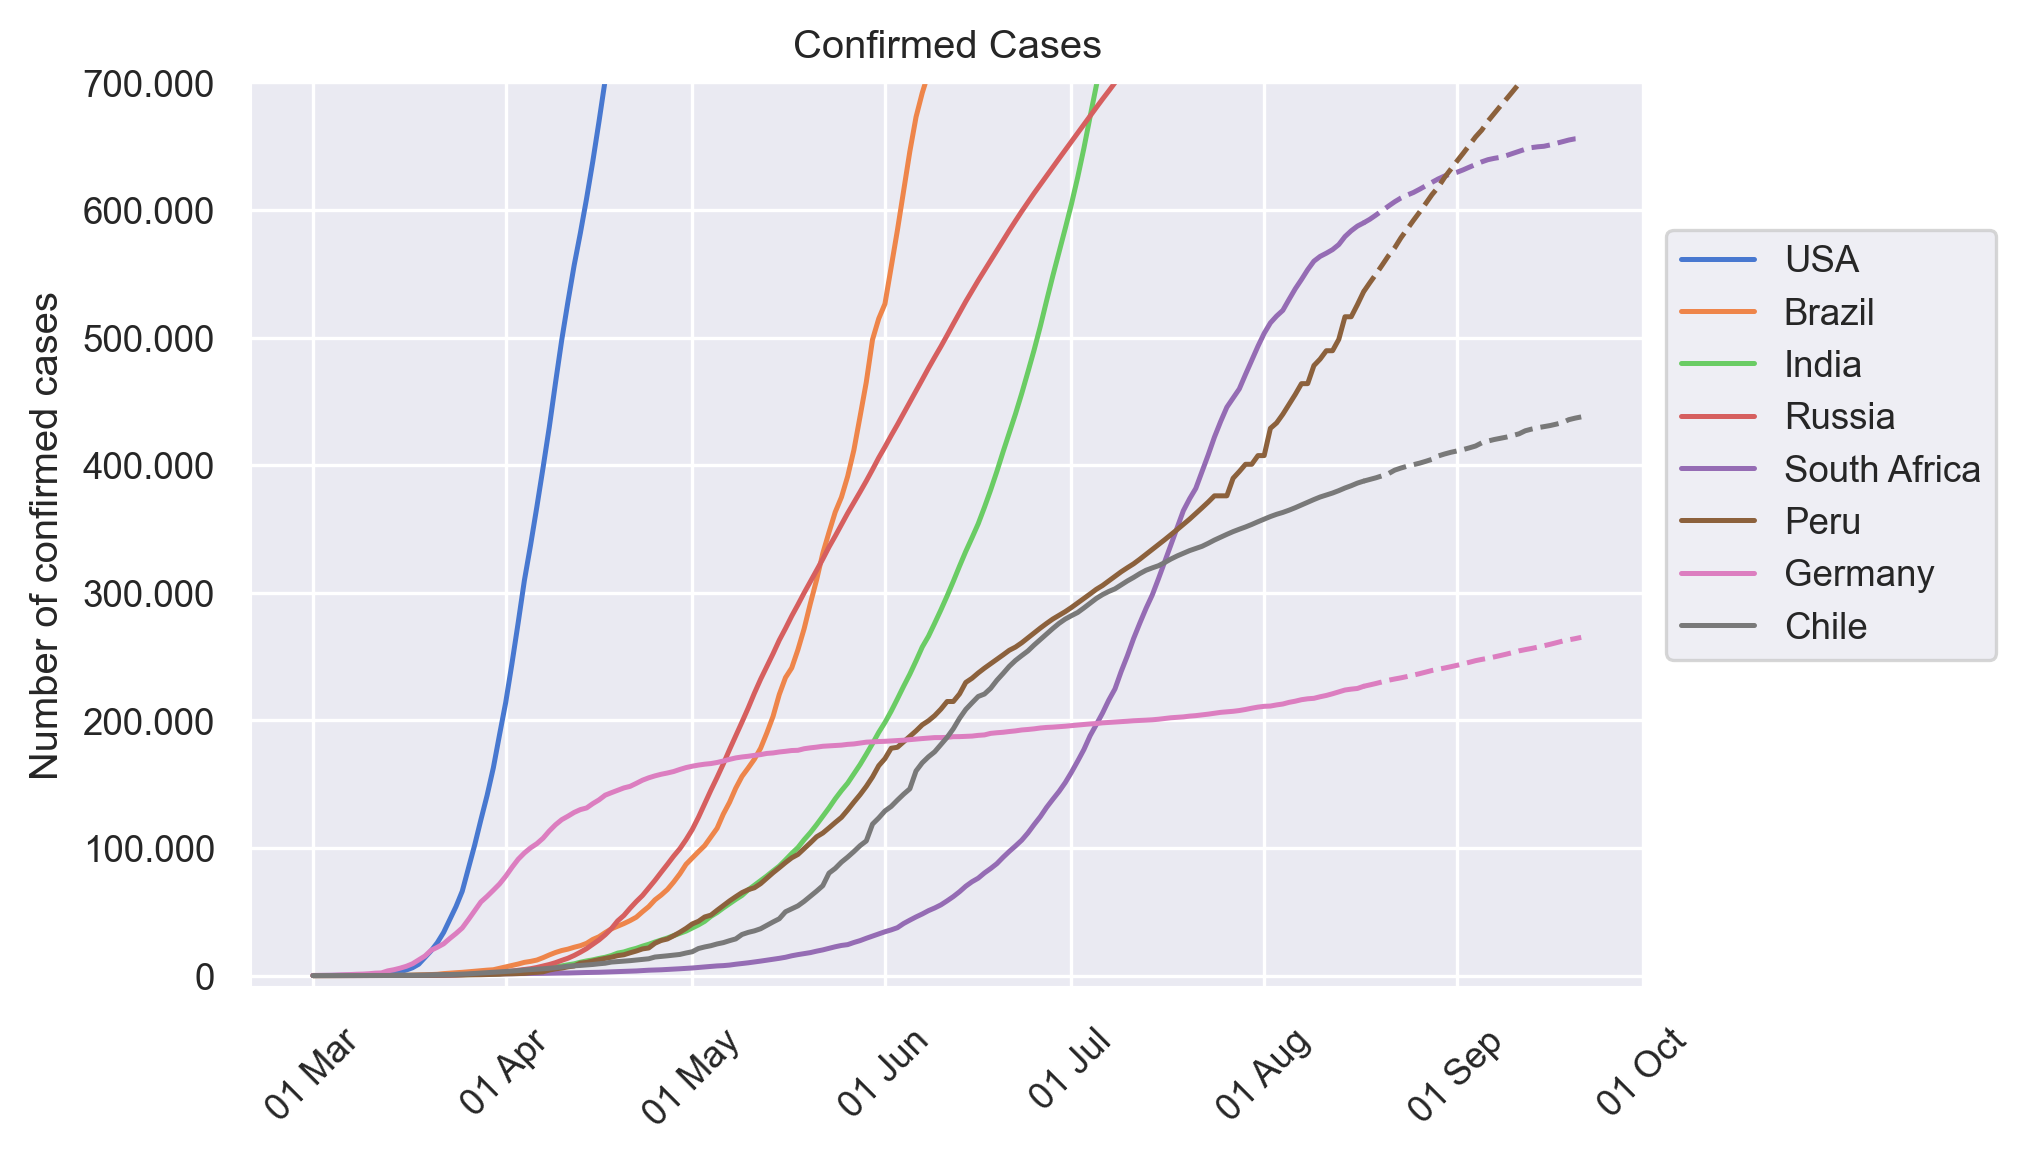 Confirmed Cases
Number of confirmed cases
700.000
600.000
500.000
400.000
300.000
200.000
100.000
0
01 Mar
01 Apr
01 May
01 Jun
01 Jul
01 Aug
01 Sep
01 Oct
USA
Brazil
India
Russia
South Africa
Peru
Germany
Chile